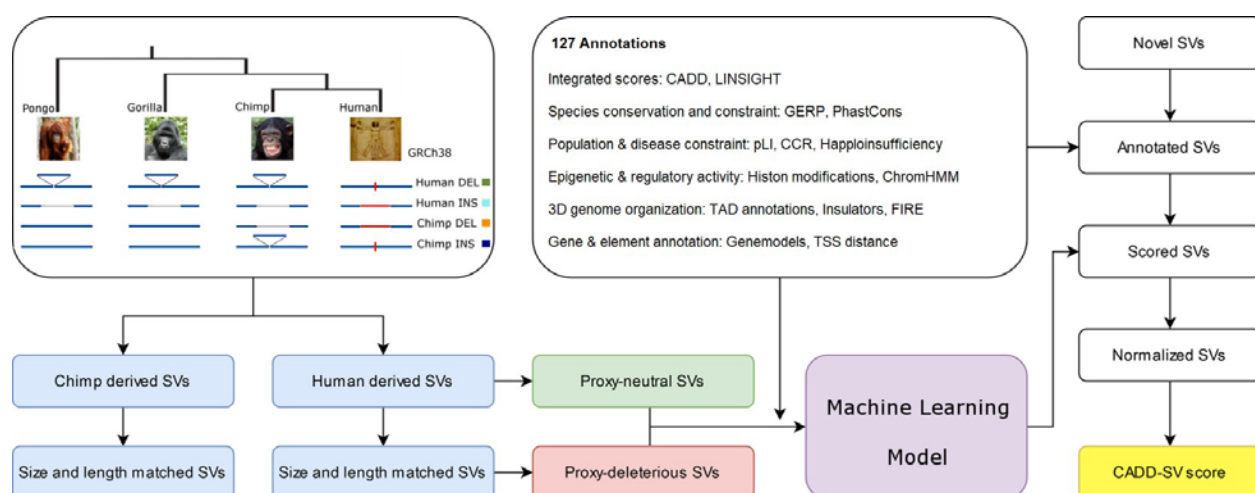 Pongo
Gorilla
Chimp
Human
GRCh38
Human DEL
Human INS
Chimp DEL
Chimp INS
127 Annotations
Integrated scores: CADD, LINSIGHT
Species conservation and constraint: GERP, PhastCons
Population & disease constraint: pLI, CCR, Happloinsufficiency
Epigenetic & regulatory activity: Histon modifications, ChromHMM
3D genome organization: TAD annotations, Insulators, FIRE
Gene & element annotation: Genemodels, TSS distance
Novel SVs
Annotated SVs
Scored SVs
Normalized SVs
CADD-SV score
Chimp derived SVs
Human derived SVs
Proxy-neutral SVs
Size and length matched SVs
Size and length matched SVs
Proxy-deleterious SVs
Machine Learning
Model